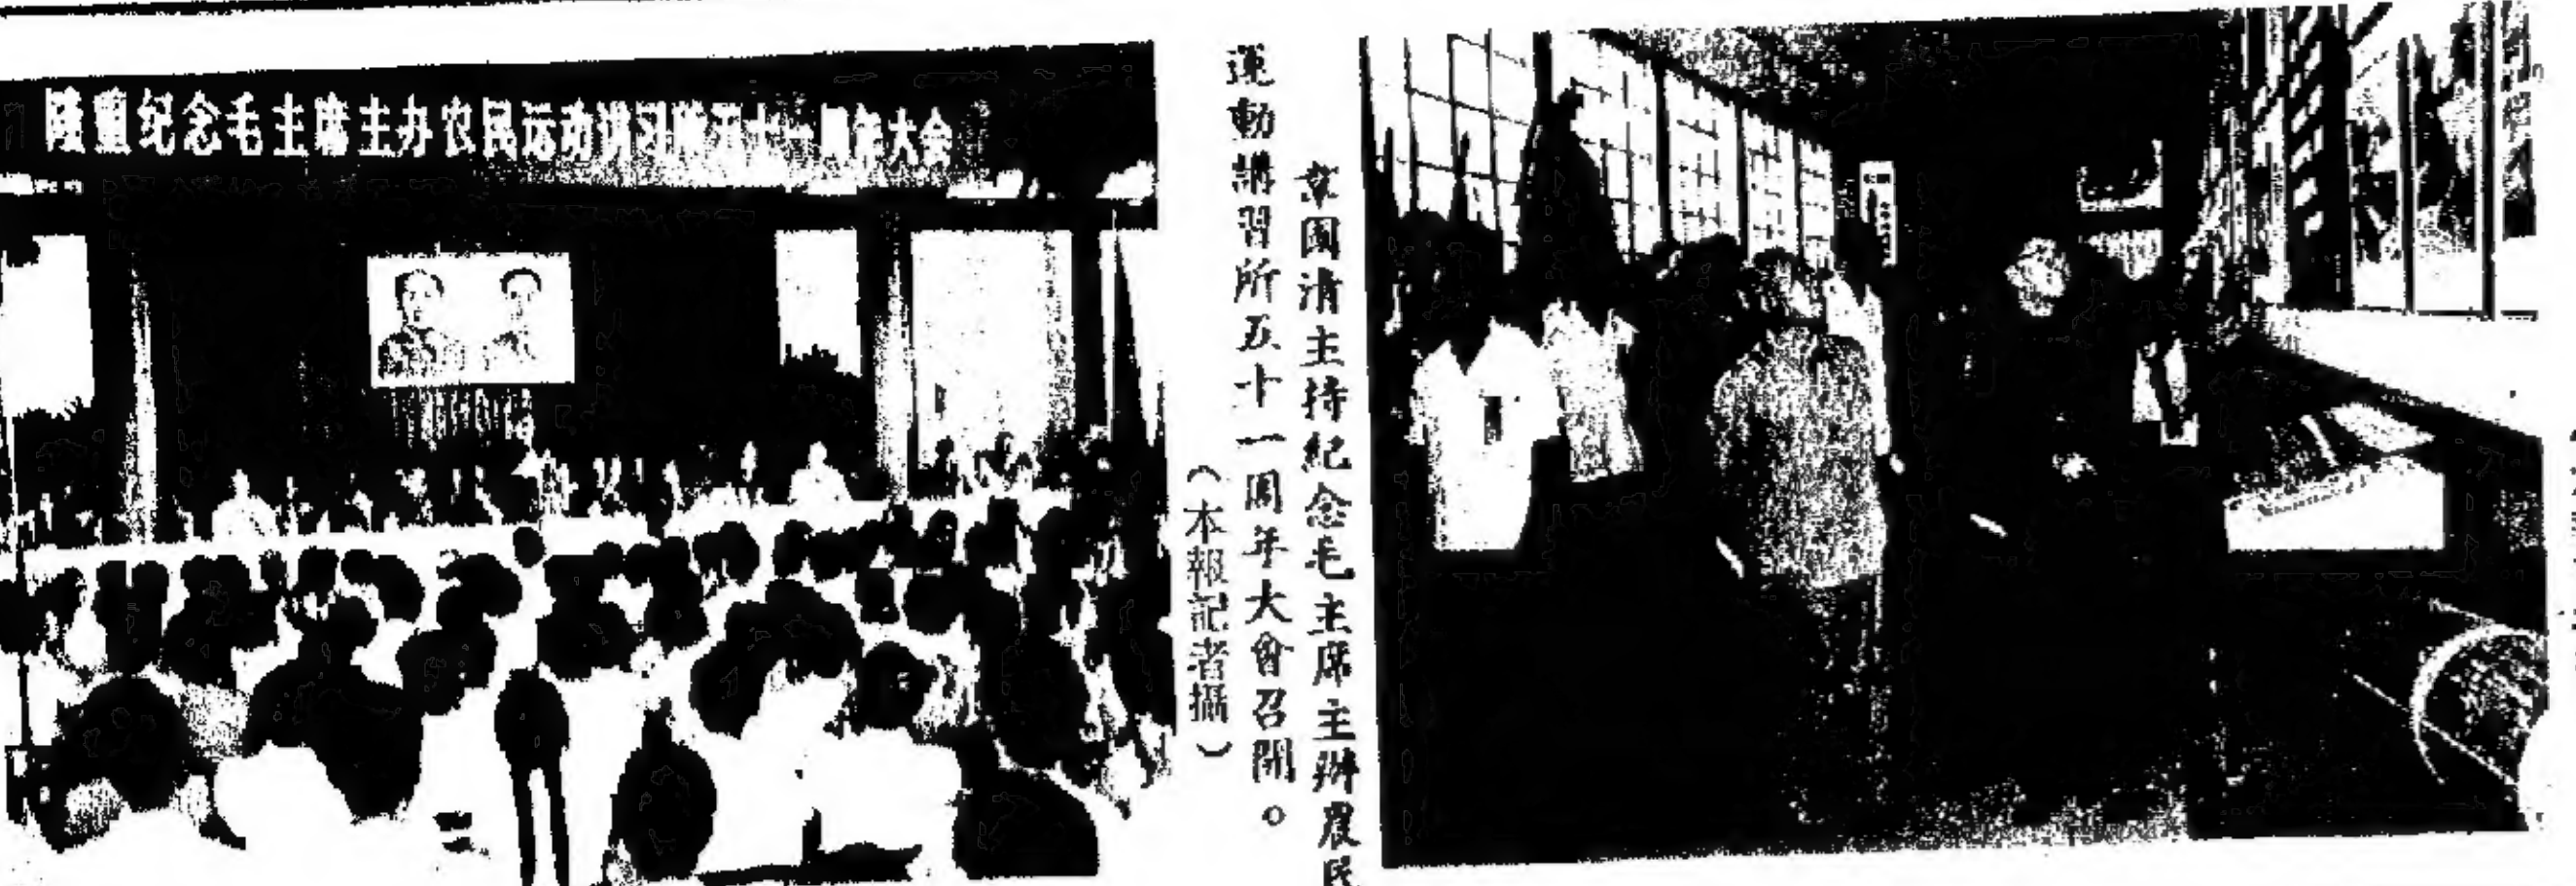 隆重纪念毛主席主办农民运动讲习所五十一周年大会
韋國清主持紀念毛主席主辦農民
運動講習所五十一周年大會召開。
（本報記者攝）